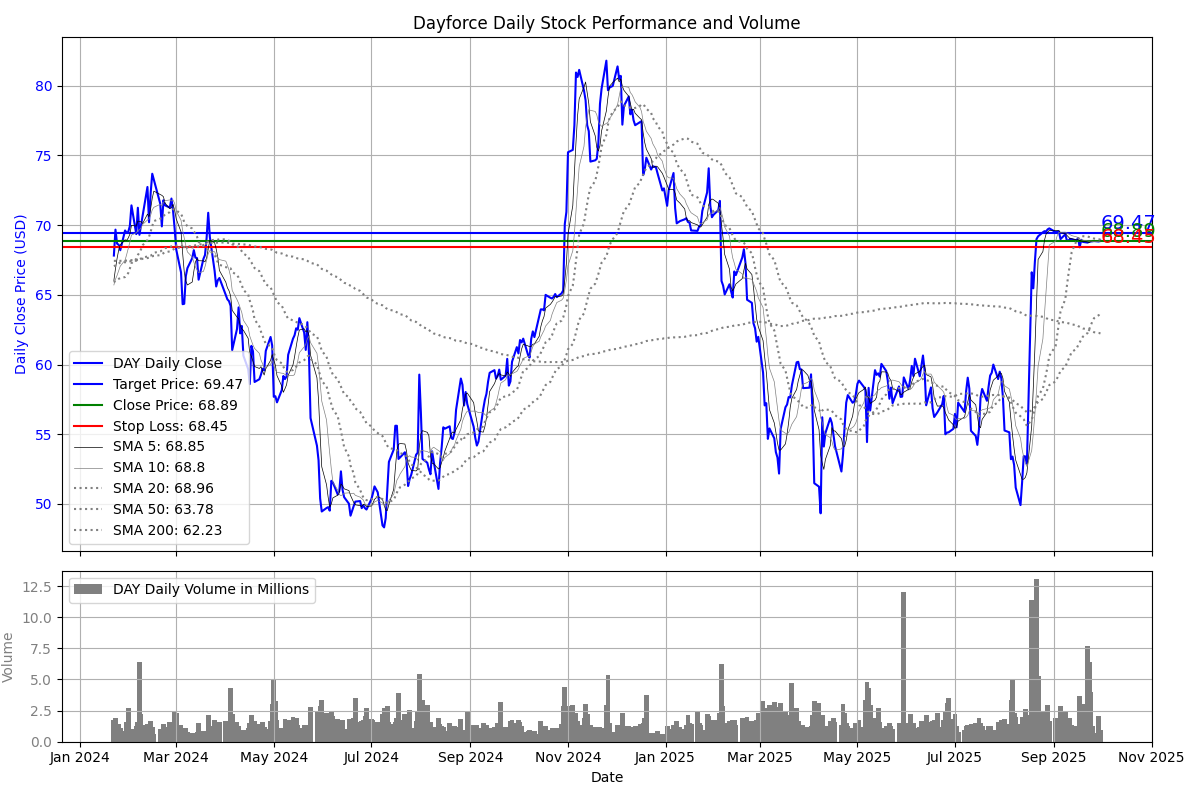 Dayforce Daily Stock Performance and Volume
Daily Close Price (USD)
80
75
70
65
60
55
50
69.47
68.89
68.45
DAY Daily Close
Target Price: 69.47
Close Price: 68.89
Stop Loss: 68.45
SMA 5: 68.85
SMA 10: 68.8
SMA 20: 68.96
SMA 50: 63.78
SMA 200: 62.23
Volume
12.5
10.0
7.5
5.0
2.5
0.0
DAY Daily Volume in Millions
Jan 2024 Mar 2024 May 2024 Jul 2024 Sep 2024 Nov 2024 Jan 2025 Mar 2025 May 2025 Jul 2025 Sep 2025 Nov 2025
Date